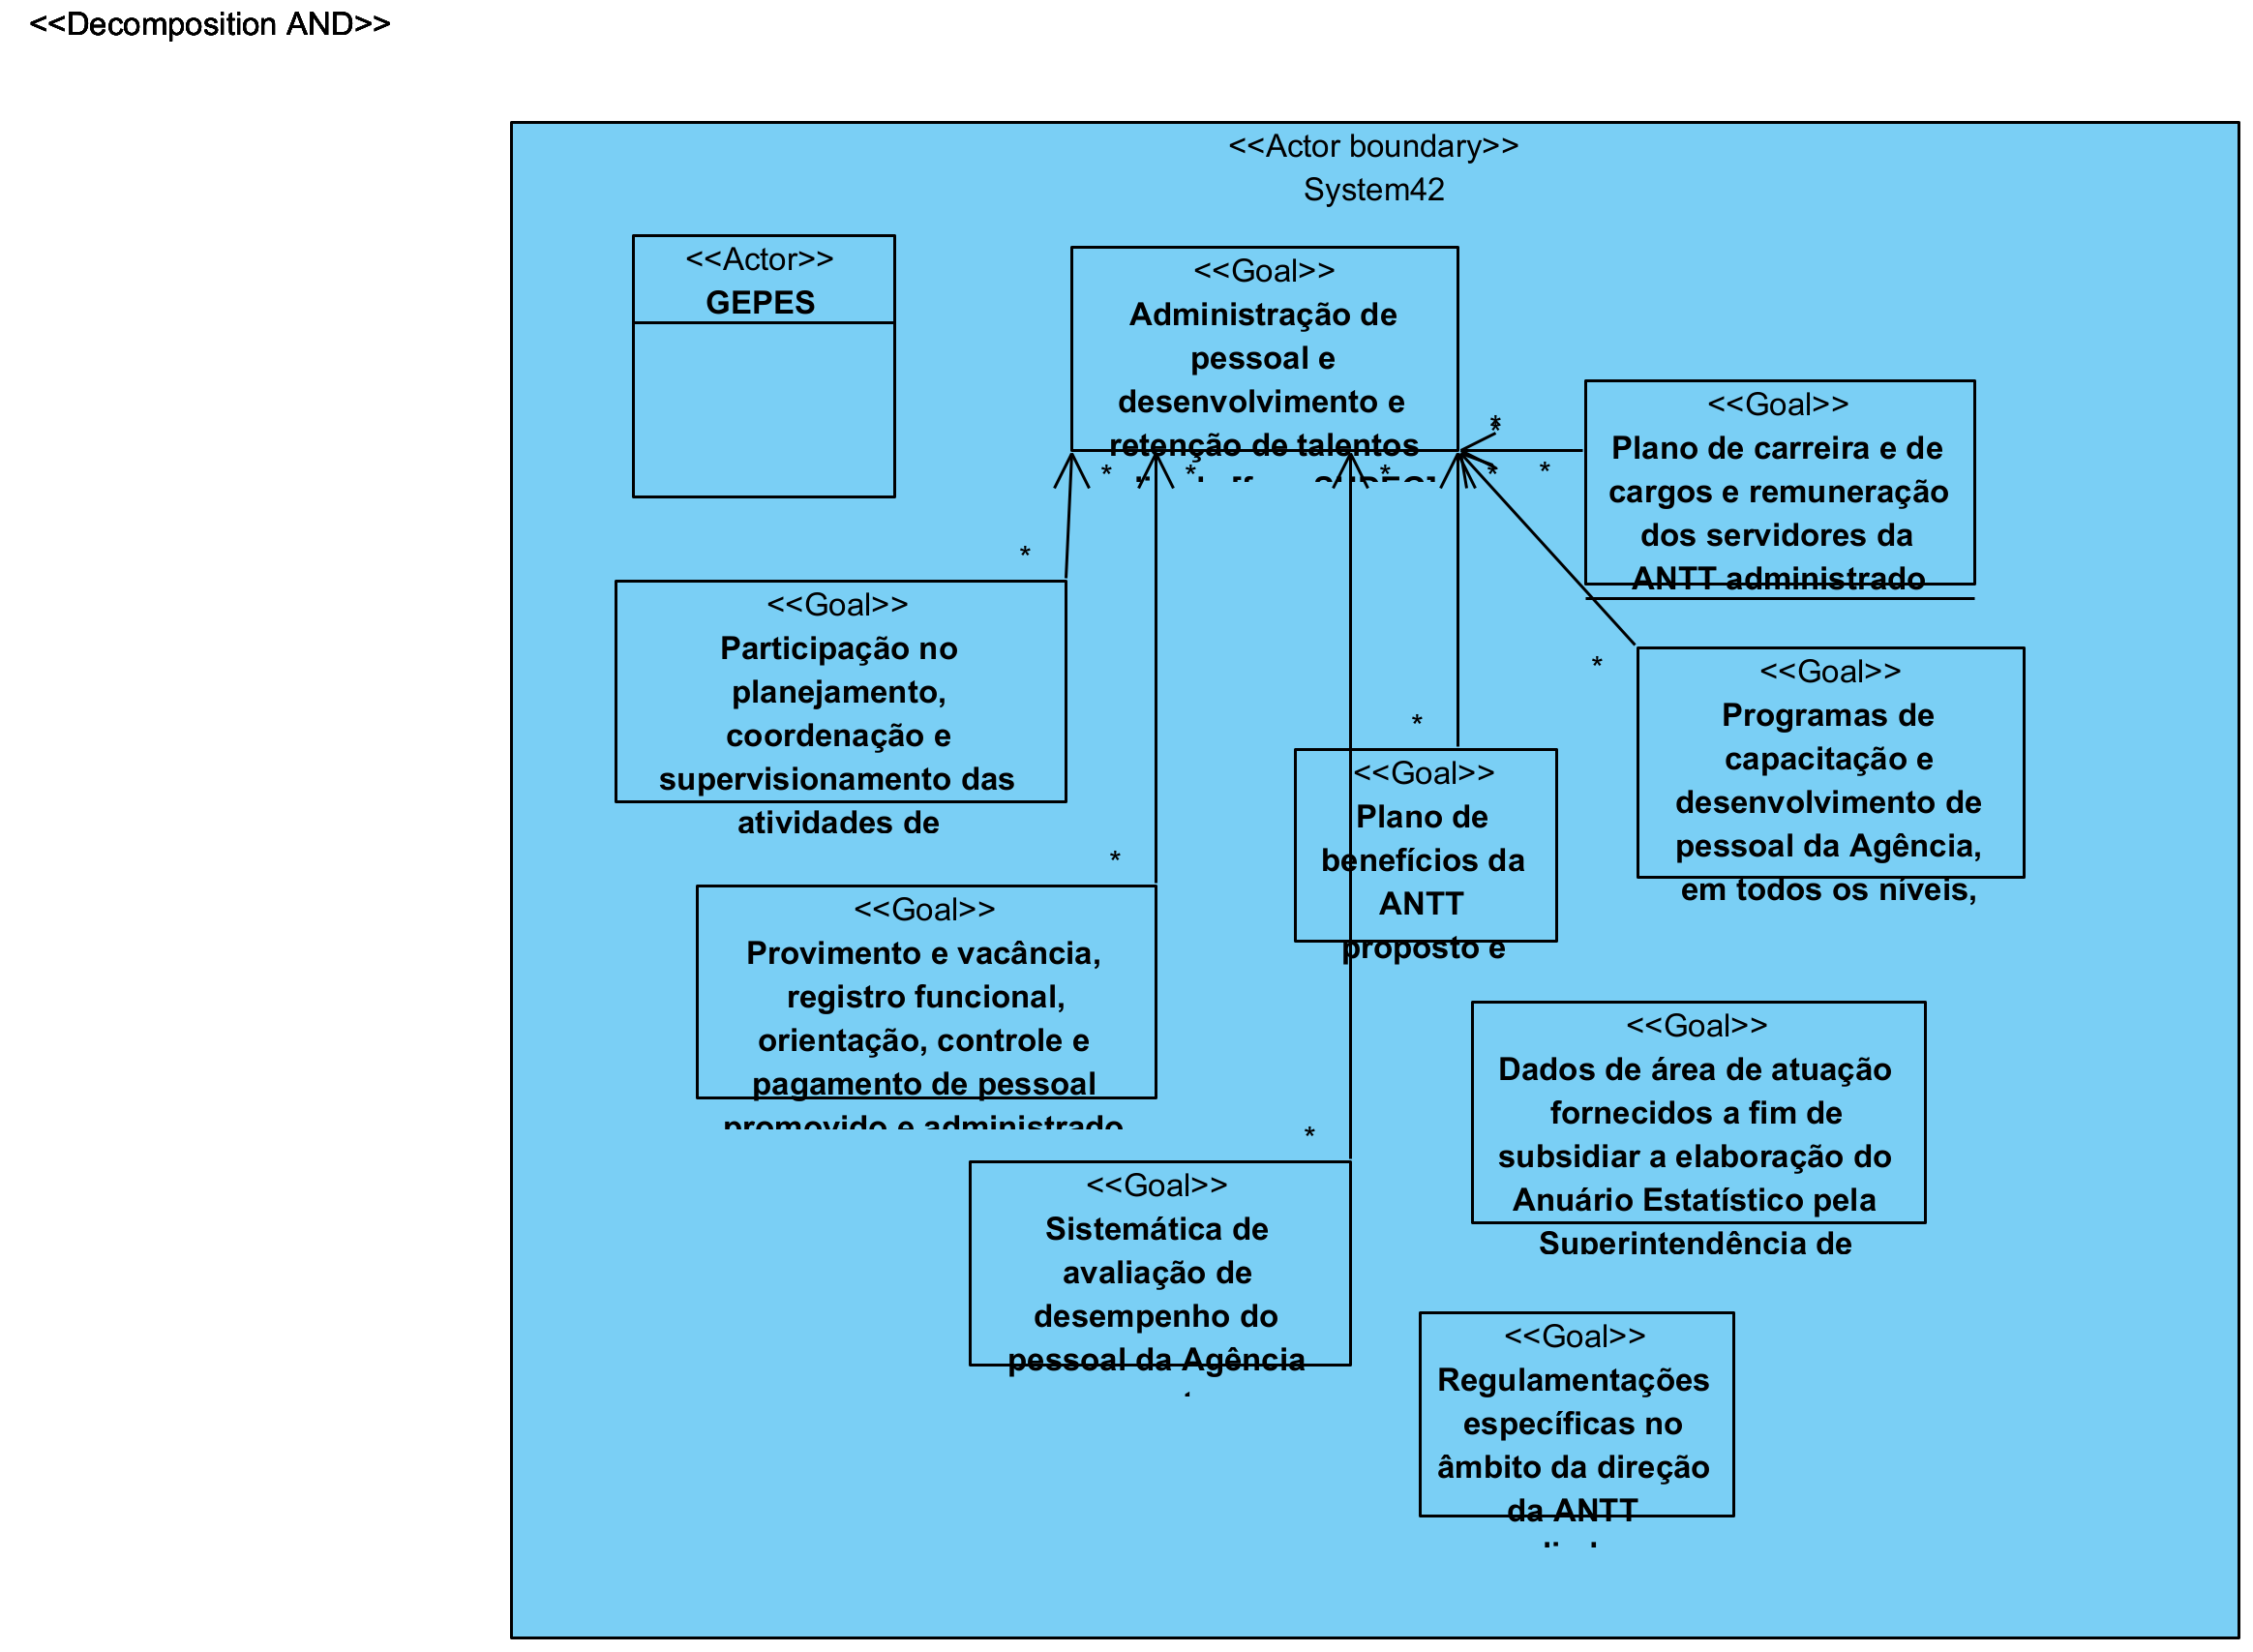 <<Decomposition AND>>
<<Actor boundary>>
System42
<<Actor>>
GEPES
<<Goal>>
Administração de
pessoal e
desenvolvimento e
retenção de talentos
<<Goal>>
Plano de carreira e de
cargos e remuneração
dos servidores da
ANTT administrado
* * * * * * *
<<Goal>>
Participação no
planejamento,
coordenação e
supervisionamento das
atividades de
*
<<Goal>>
Programas de
capacitação e
desenvolvimento de
pessoal da Agência,
em todos os níveis,
*
<<Goal>>
Plano de
benefícios da
ANTT
proposto e
*
<<Goal>>
Provimento e vacância,
registro funcional,
orientação, controle e
pagamento de pessoal
promovido e administrado
*
<<Goal>>
Dados de área de atuação
fornecidos a fim de
subsidiar a elaboração do
Anuário Estatístico pela
Superintendência de
*
<<Goal>>
Sistemática de
avaliação de
desempenho do
pessoal da Agência
<<Goal>>
Regulamentações
específicas no
âmbito da direção
da ANTT